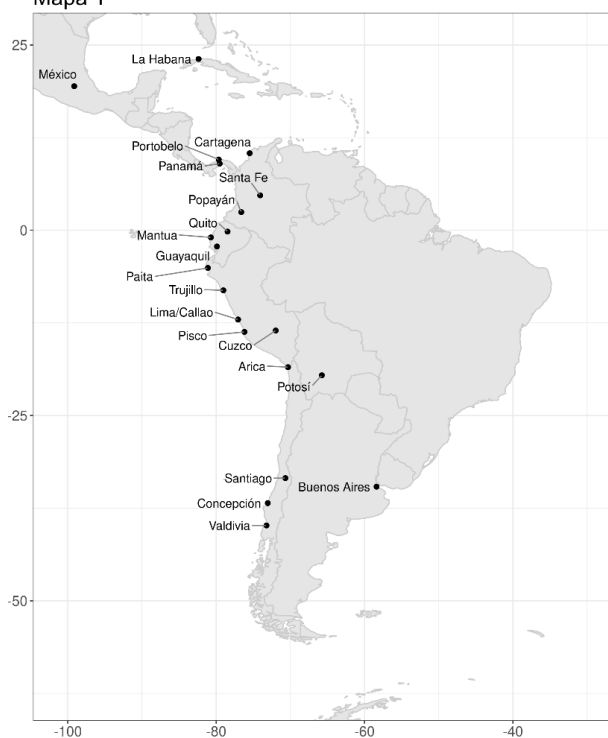 Mapa 1
25
La Habana
México
Portobelo
Cartagena
Panamá
Santa Fe
Popayán
0
Quito
Mantua
Guayaquil
Paita
Trujillo
Lima/Callao
Pisco
Cuzco
Arica
Potosí
-25
Santiago
Buenos Aires
Concepción
Valdivia
-50
-100
-80
-60
-40